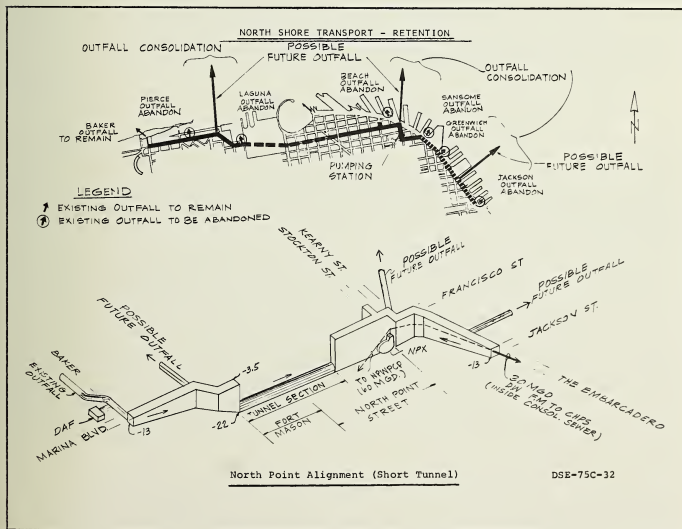 NORTH SHORE TRANSPORT - RETENTION
OUTFALL CONSOLIDATION
POSSIBLE
FUTURE OUTFALL
OUTFALL
CONSOLIDATION
PIERCE
OUTFALL
ABANDON
LAGUNA
OUTFALL
ABANDON
BEACH
OUTFALL
ABANDON
SANSOME
OUTFALL
ABANDON
GREENWICH
OUTFALL
ABANDON
BAKER
OUTFALL
TO REMAIN
PUMPING
STATION
POSSIBLE
FUTURE OUTFALL
JACKSON
OUTFALL
ABANDON
N
LEGEND
EXISTING OUTFALL TO REMAIN
EXISTING OUTFALL TO BE ABANDONED
KEARNY ST.
STOCKTON ST.
POSSIBLE
FUTURE OUTFALL
FRANCISCO ST
POSSIBLE
FUTURE OUTFALL
JACKSON ST.
POSSIBLE
FUTURE OUTFALL
BAKER
EXISTING
OUTFALL
DAF
MARINA BLVD.
-13
-3.5
-22
TUNNEL SECTION
FORT
MASON
TO NPWPCP
(60 MGD.)
NORTH POINT
STREET
NPX
-13
30 MGD
DW FM TO CHPS
(INSIDE CONSOL. SEWER)
THE EMBARCADERO
North Point Alignment (Short Tunnel)
DSE-75C-32